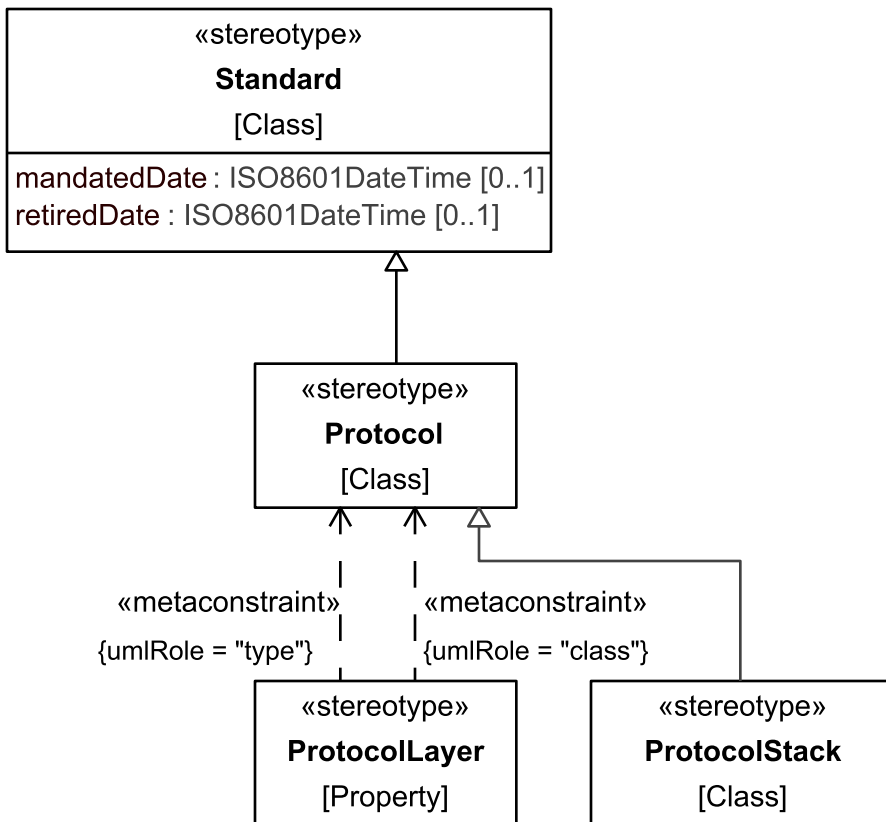 «stereotype»
Standard
[Class]
mandatedDate : ISO8601DateTime [0..1]
retiredDate : ISO8601DateTime [0..1]
«stereotype»
Protocol
[Class]
«metaconstraint»
{umlRole = "type"}
«metaconstraint»
{umlRole = "class"}
«stereotype»
ProtocolLayer
[Property]
«stereotype»
ProtocolStack
[Class]